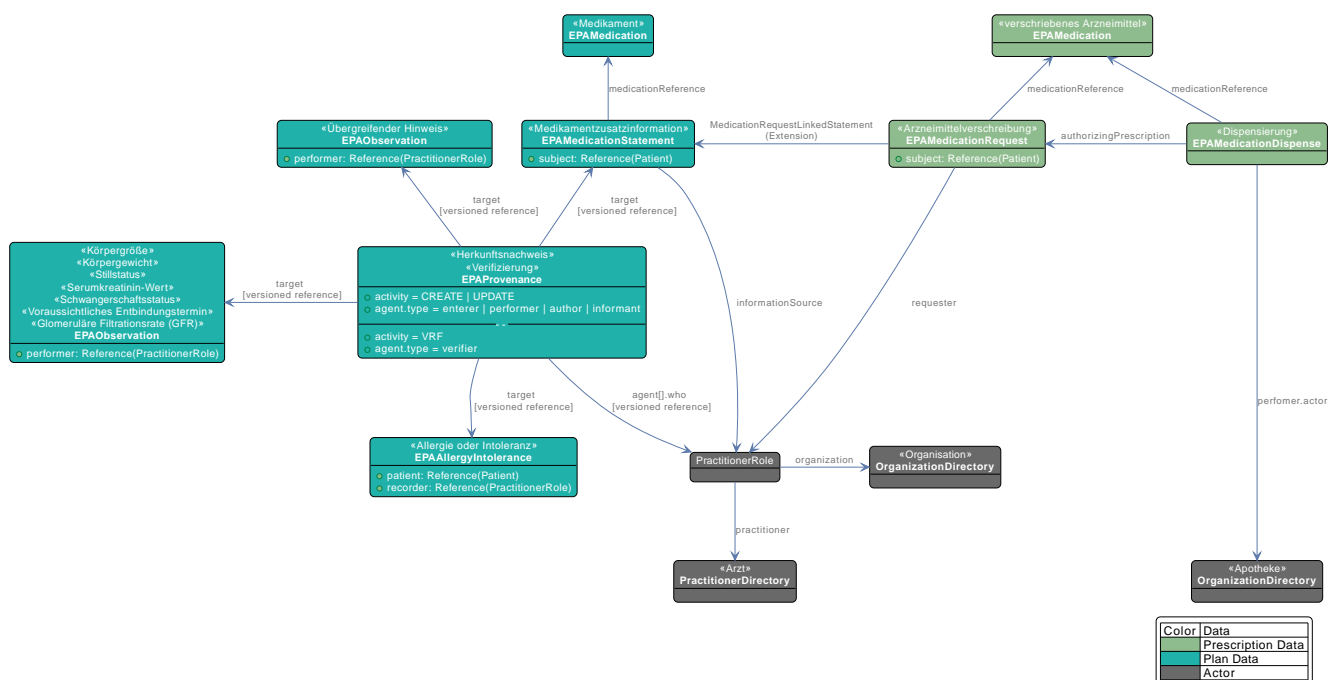 «Medikament»
EPAMedication
«verschriebenes Arzneimittel»
EPAMedication
medicationReference
medicationReference
medicationReference
«Übergreifender Hinweis»
EPAObservation
performer: Reference(PractitionerRole)
«Medikamentzusatzinformation»
EPAMedicationStatement
subject: Reference(Patient)
MedicationRequestLinkedStatement
(Extension)
«Arzneimittelverschreibung»
EPAMedicationRequest
subject: Reference(Patient)
authorizingPrescription
«Dispensierung»
EPAMedicationDispense
target
[versioned reference]
target
[versioned reference]
«Körpergröße»
«Körpergewicht»
«Stillstatus»
«Serumkreatinin-Wert»
«Schwangerschaftsstatus»
«Voraussichtliches Entbindungstermin»
«Glomeruläre Filtrationsrate (GFR)»
EPAObservation
performer: Reference(PractitionerRole)
target
[versioned reference]
«Herkunftsnachweis»
«Verifizierung»
EPAProvenance
activity = CREATE | UPDATE
agent.type = enterer | performer | author | informant
- -
activity = VRF
agent.type = verifier
informationSource
requester
target
[versioned reference]
agent[].who
[versioned reference]
perfomer.actor
«Allergie oder Intoleranz»
EPAAllergyIntolerance
patient: Reference(Patient)
recorder: Reference(PractitionerRole)
PractitionerRole
organization
«Organisation»
OrganizationDirectory
practitioner
«Arzt»
PractitionerDirectory
«Apotheke»
OrganizationDirectory
Color Data
Prescription Data
Plan Data
Actor